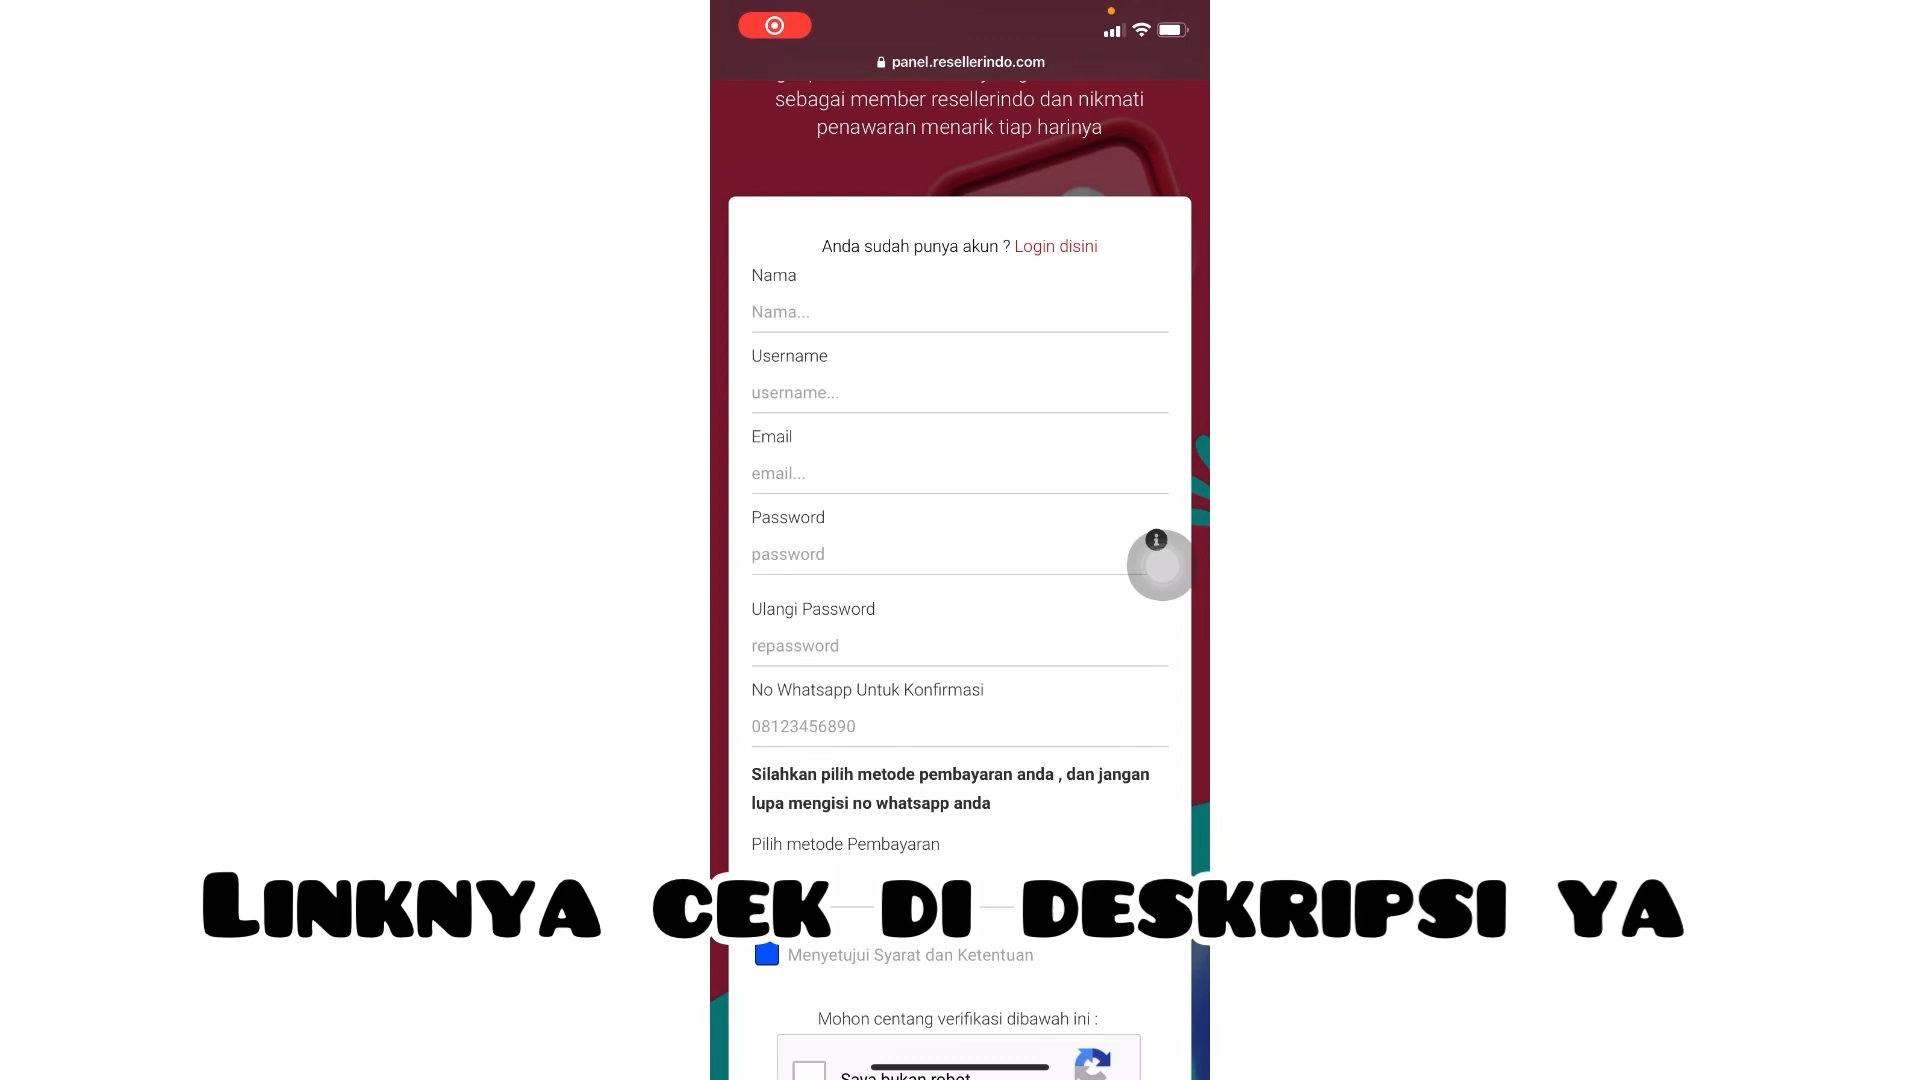 panel.resellerindo.com
sebagai member resellerindo dan nikmati
penawaran menarik tiap harinya
Anda sudah punya akun ? Login disini
Nama
Nama...
Username
username...
Email
email...
Password
password
Ulangi Password
repassword
No Whatsapp Untuk Konfirmasi
08123456890
Silahkan pilih metode pembayaran anda , dan jangan
lupa mengisi no whatsapp anda
Pilih metode Pembayaran
LINKNYA CEK DI DESKRIPSI YA
Menyetujui Syarat dan Ketentuan
Mohon centang verifikasi dibawah ini :
Saya bukan robot